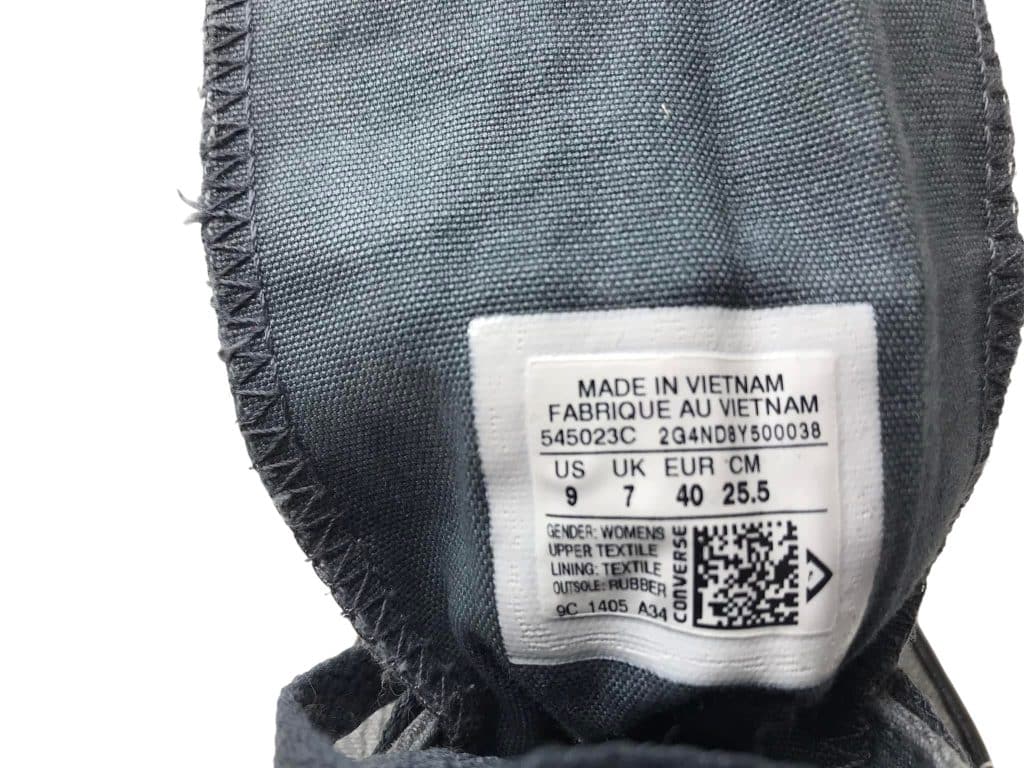 MADE IN VIETNAM
FABRIQUE AU VIETNAM
545023C 2G4ND8Y500038
US UK EUR CM
9 7 40 25.5
GENDER: WOMENS
UPPER TEXTILE
LINING: TEXTILE
OUTSOLE: RUBBER
9C 1405 A34
CONVERSE